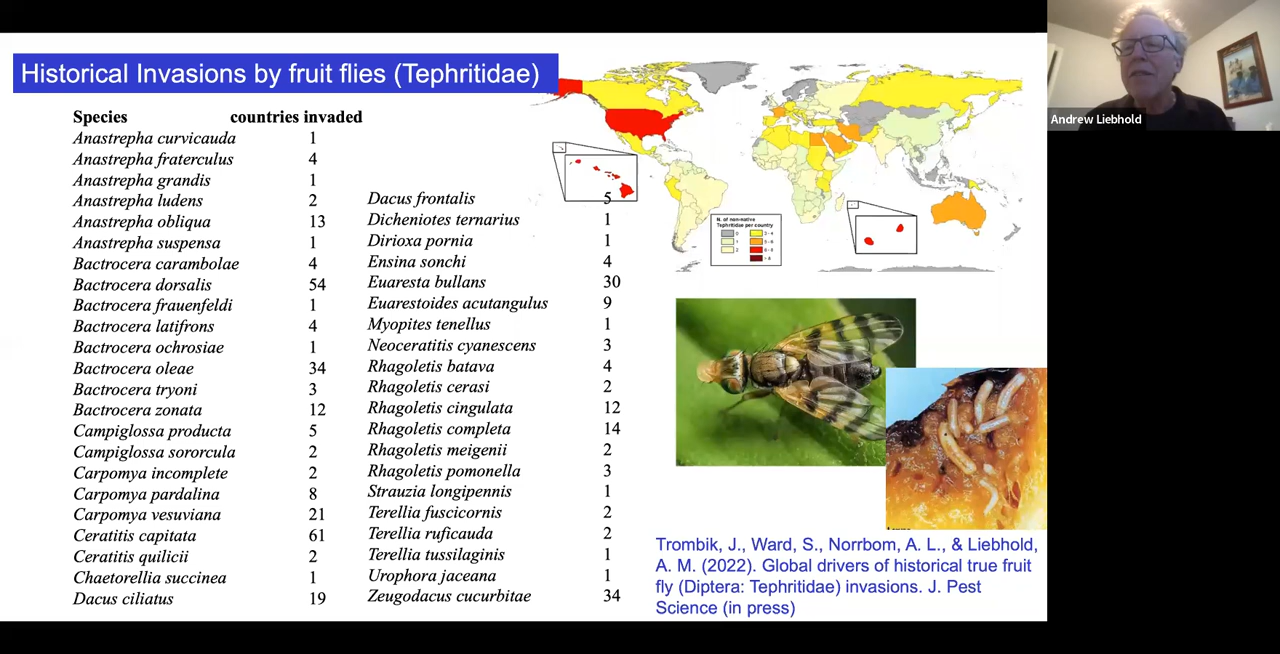 Historical Invasions by fruit flies (Tephritidae)
Species countries invaded
Anastrepha curvicauda 1
Anastrepha fraterculus 4
Anastrepha grandis 1
Anastrepha ludens 2
Anastrepha obliqua 13
Anastrepha suspensa 1
Bactrocera carambolae 4
Bactrocera dorsalis 54
Bactrocera frauenfeldi 1
Bactrocera latifrons 4
Bactrocera ochrosiae 1
Bactrocera oleae 34
Bactrocera tryoni 3
Bactrocera zonata 12
Campiglossa producta 5
Campiglossa sororcula 2
Carpomya incomplete 2
Carpomya pardalina 8
Carpomya vesuviana 21
Ceratitis capitata 61
Ceratitis quilicii 2
Chaetorellia succinea 1
Dacus ciliatus 19
Dacus frontalis 5
Dicheniotes ternarius 1
Dirioxa pornia 1
Ensina sonchi 4
Euaresta bullans 30
Euarestoides acutangulus 9
Myopites tenellus 1
Neoceratitis cyanescens 3
Rhagoletis batava 4
Rhagoletis cerasi 2
Rhagoletis cingulata 12
Rhagoletis completa 14
Rhagoletis meigenii 2
Rhagoletis pomonella 3
Strauzia longipennis 1
Terellia fuscicornis 2
Terellia ruficauda 2
Terellia tussilaginis 1
Urophora jaceana 1
Zeugodacus cucurbitae 34
N. of non-native
Tephritidae per country
0 3 - 4
1
2
Trombik, J., Ward, S., Norrbom, A. L., & Liebhold,
A. M. (2022). Global drivers of historical true fruit
fly (Diptera: Tephritidae) invasions. J. Pest
Science (in press)
Andrew Liebhold